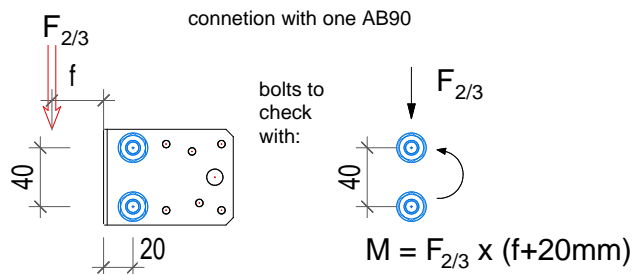 connetion with one AB90
F2/3
f
bolts to
check
with:
F2/3
40
40
20
M = F2/3 x (f+20mm)